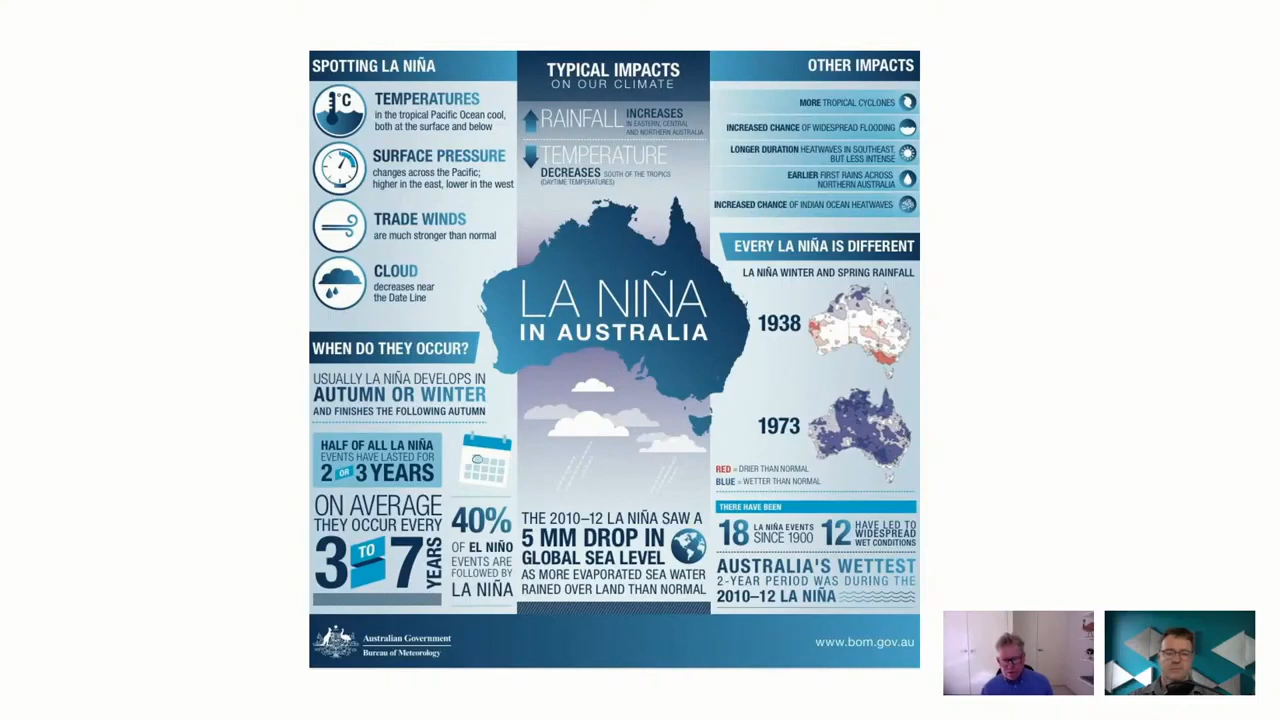 SPOTTING LA NIÑA
°C
TEMPERATURES
in the tropical Pacific Ocean cool,
both at the surface and below
SURFACE PRESSURE
changes across the Pacific;
higher in the east, lower in the west
TRADE WINDS
are much stronger than normal
CLOUD
decreases near
the Date Line
WHEN DO THEY OCCUR?
USUALLY LA NIÑA DEVELOPS IN
AUTUMN OR WINTER
AND FINISHES THE FOLLOWING AUTUMN
HALF OF ALL LA NIÑA
EVENTS HAVE LASTED FOR
2 OR 3 YEARS
ON AVERAGE
THEY OCCUR EVERY
3 TO 7 YEARS
40%
OF EL NIÑO
EVENTS ARE
FOLLOWED BY
LA NIÑA
TYPICAL IMPACTS
ON OUR CLIMATE
RAINFALL INCREASES
IN EASTERN, CENTRAL
AND NORTHERN AUSTRALIA
TEMPERATURE
DECREASES SOUTH OF THE TROPICS
(DAYTIME TEMPERATURES)
LA NIÑA
IN AUSTRALIA
THE 2010–12 LA NIÑA SAW A
5 MM DROP IN
GLOBAL SEA LEVEL
AS MORE EVAPORATED SEA WATER
RAINED OVER LAND THAN NORMAL
OTHER IMPACTS
MORE TROPICAL CYCLONES
INCREASED CHANCE OF WIDESPREAD FLOODING
LONGER DURATION HEATWAVES IN SOUTHEAST,
BUT LESS INTENSE
EARLIER FIRST RAINS ACROSS
NORTHERN AUSTRALIA
INCREASED CHANCE OF INDIAN OCEAN HEATWAVES
EVERY LA NIÑA IS DIFFERENT
LA NIÑA WINTER AND SPRING RAINFALL
1938
1973
RED = DRIER THAN NORMAL
BLUE = WETTER THAN NORMAL
THERE HAVE BEEN
18 LA NIÑA EVENTS
SINCE 1900
12 HAVE LED TO
WIDESPREAD
WET CONDITIONS
AUSTRALIA'S WETTEST
2-YEAR PERIOD WAS DURING THE
2010–12 LA NIÑA
Australian Government
Bureau of Meteorology
www.bom.gov.au